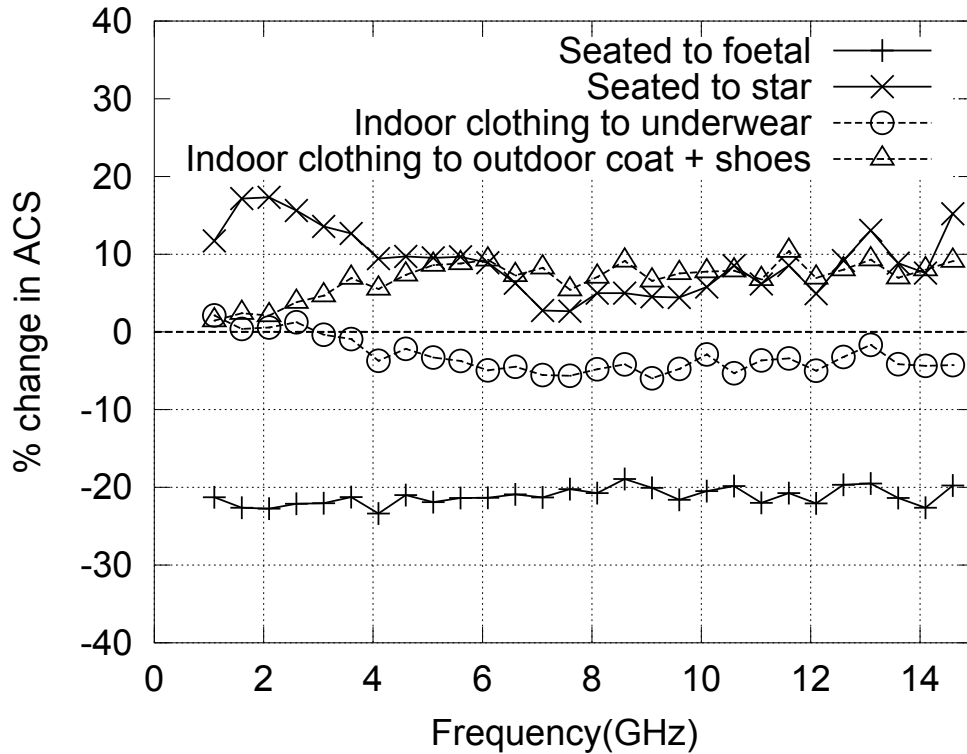 40
30
20
10
0
-10
-20
-30
-40
% change in ACS
Seated to foetal
Seated to star
Indoor clothing to underwear
Indoor clothing to outdoor coat + shoes
0 2 4 6 8 10 12 14
Frequency(GHz)